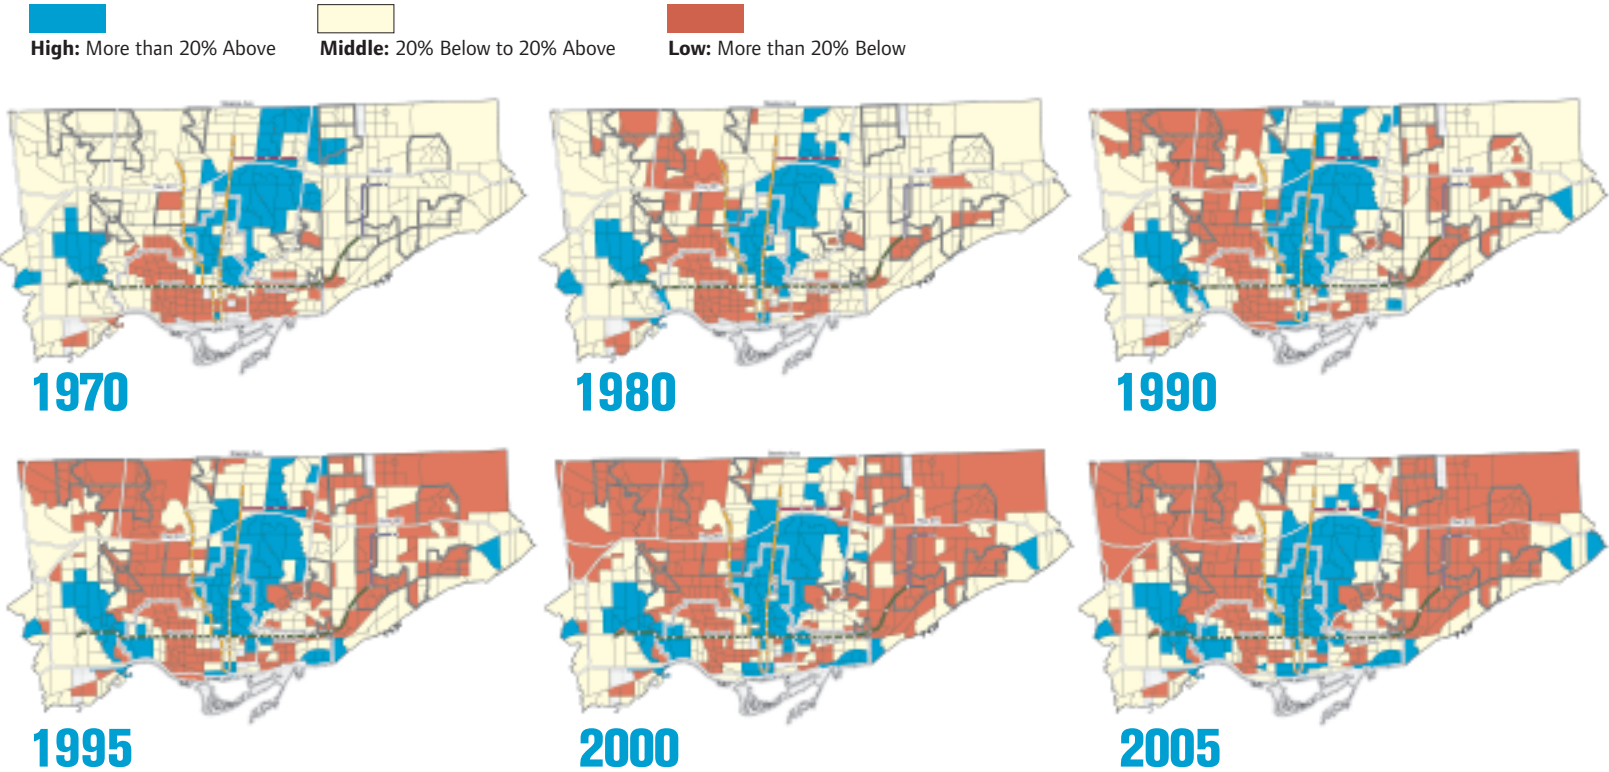 High: More than 20% Above
Middle: 20% Below to 20% Above
Low: More than 20% Below
1970
1980
1990
1995
2000
2005